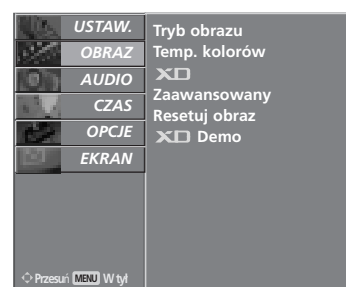 USTAW.
OBRAZ
AUDIO
CZAS
OPCJE
EKRAN
Tryb obrazu
Temp. kolorów
XD
Zaawansowany
Resetuj obraz
XD Demo
Przesuń MENU W tył